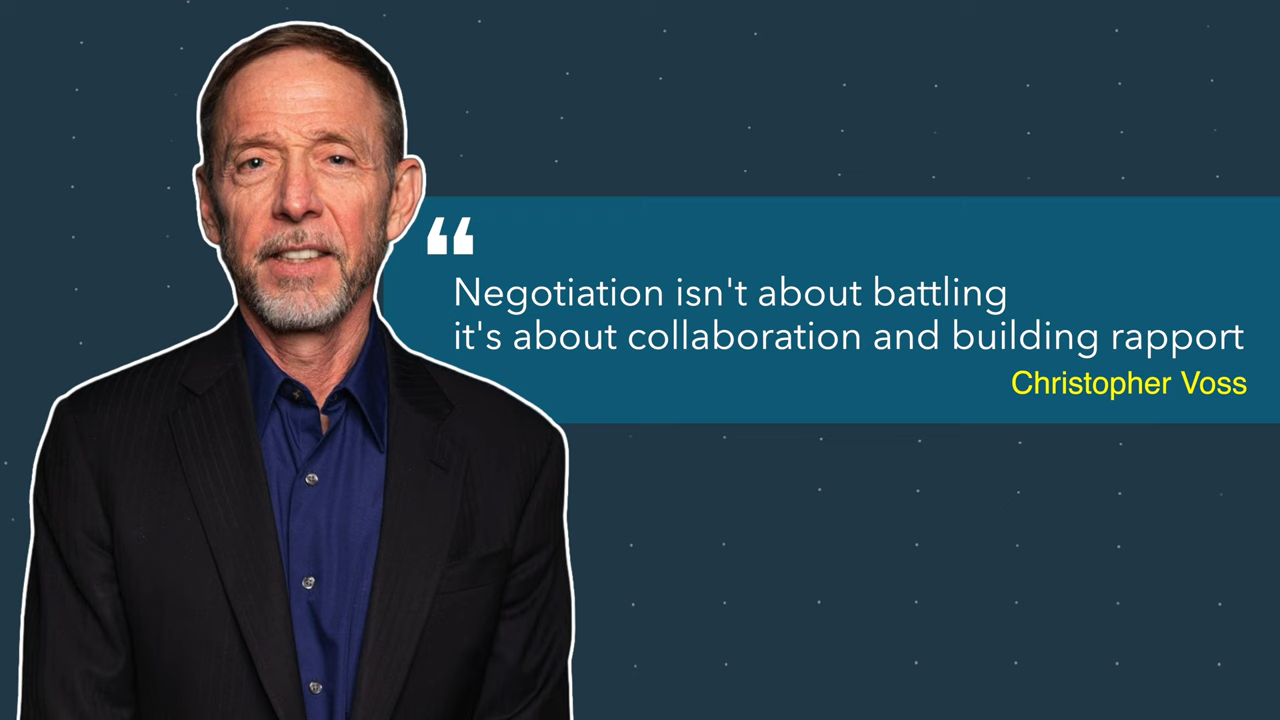 “
Negotiation isn't about battling
it's about collaboration and building rapport
Christopher Voss